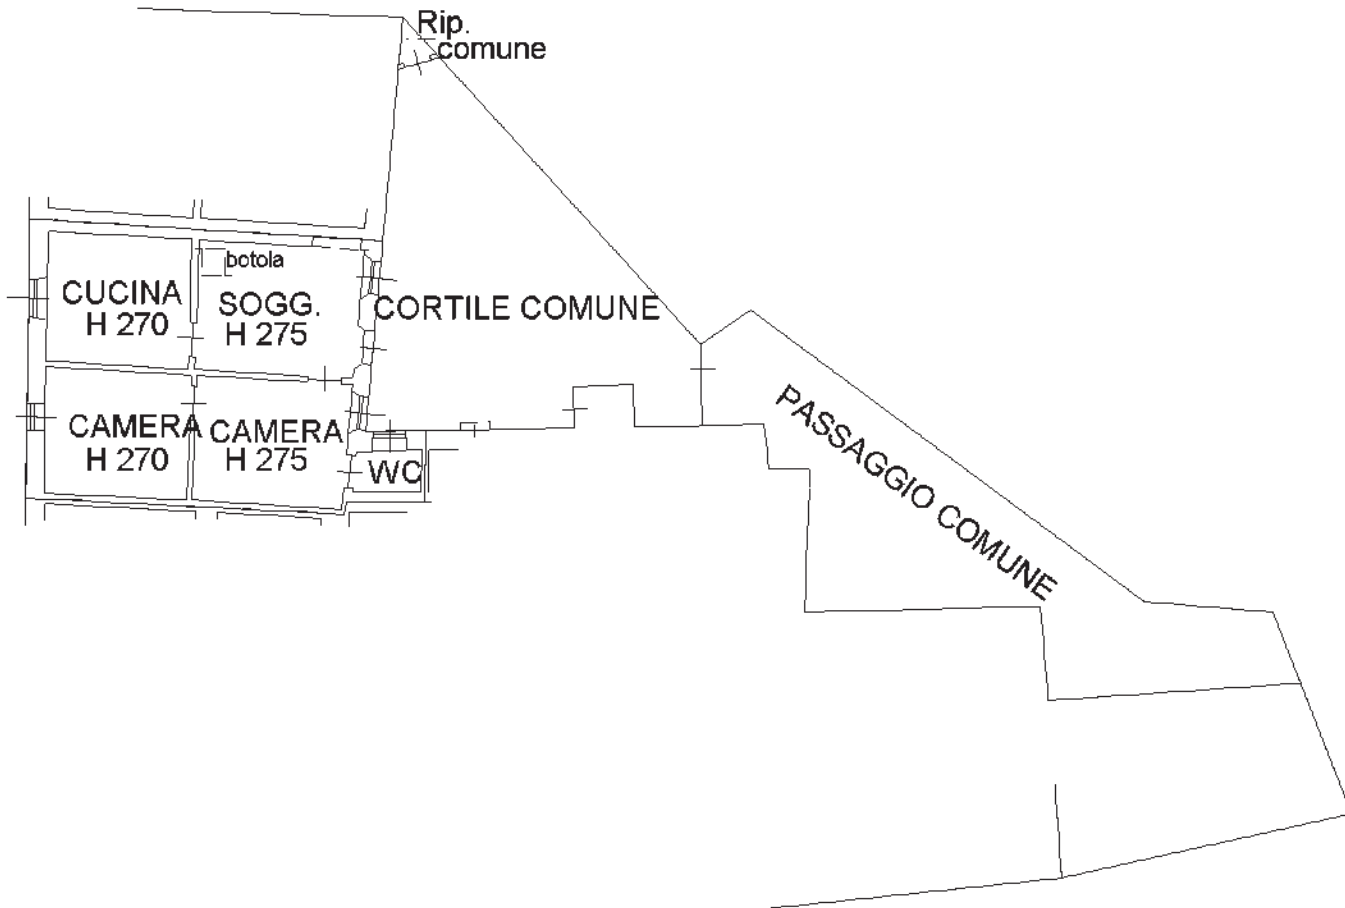 Rip.
comune
botola
CUCINA
H 270
SOGG.
H 275
CORTILE COMUNE
CAMERA
H 270
CAMERA
H 275
WC
PASSAGGIO COMUNE